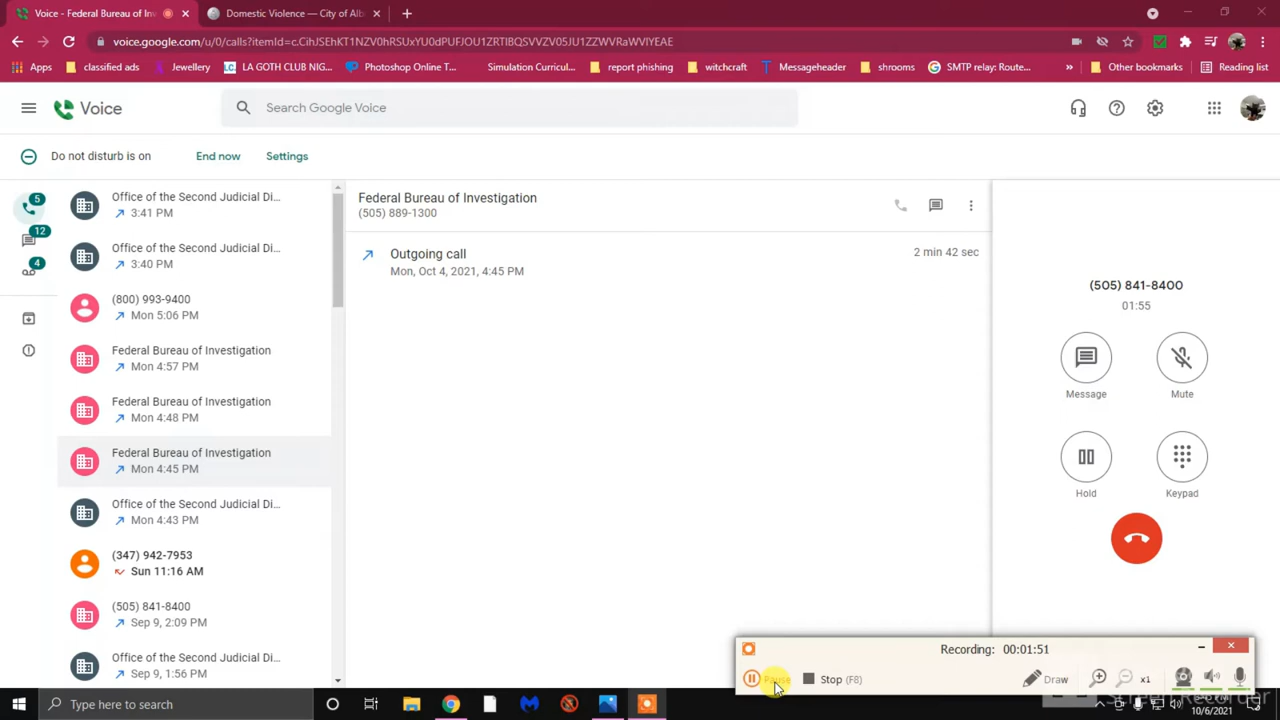 Voice - Federal Bureau of In
Domestic Violence — City of Alb
voice.google.com/u/0/calls?itemId=c.CihJSEhKT1NZV0hRSUxYU0dPUFJOU1ZRTlBQSVVZV05JU1ZZWVRaWVlYEAE
Apps classified ads Jewellery LA GOTH CLUB NIG... Photoshop Online T... Simulation Curricul... report phishing witchcraft Messageheader shrooms SMTP relay: Route... » Other bookmarks Reading list
Voice
Search Google Voice
Do not disturb is on End now Settings
5
12
4
Office of the Second Judicial Di...
3:41 PM
Office of the Second Judicial Di...
3:40 PM
(800) 993-9400
Mon 5:06 PM
Federal Bureau of Investigation
Mon 4:57 PM
Federal Bureau of Investigation
Mon 4:48 PM
Federal Bureau of Investigation
Mon 4:45 PM
Office of the Second Judicial Di...
Mon 4:43 PM
(347) 942-7953
Sun 11:16 AM
(505) 841-8400
Sep 9, 2:09 PM
Office of the Second Judicial Di...
Sep 9, 1:56 PM
Federal Bureau of Investigation
(505) 889-1300
Outgoing call
2 min 42 sec
Mon, Oct 4, 2021, 4:45 PM
(505) 841-8400
01:55
Message Mute
Hold Keypad
Recording: 00:01:51
Pause Stop (F8) Draw x1
Type here to search
10/6/2021